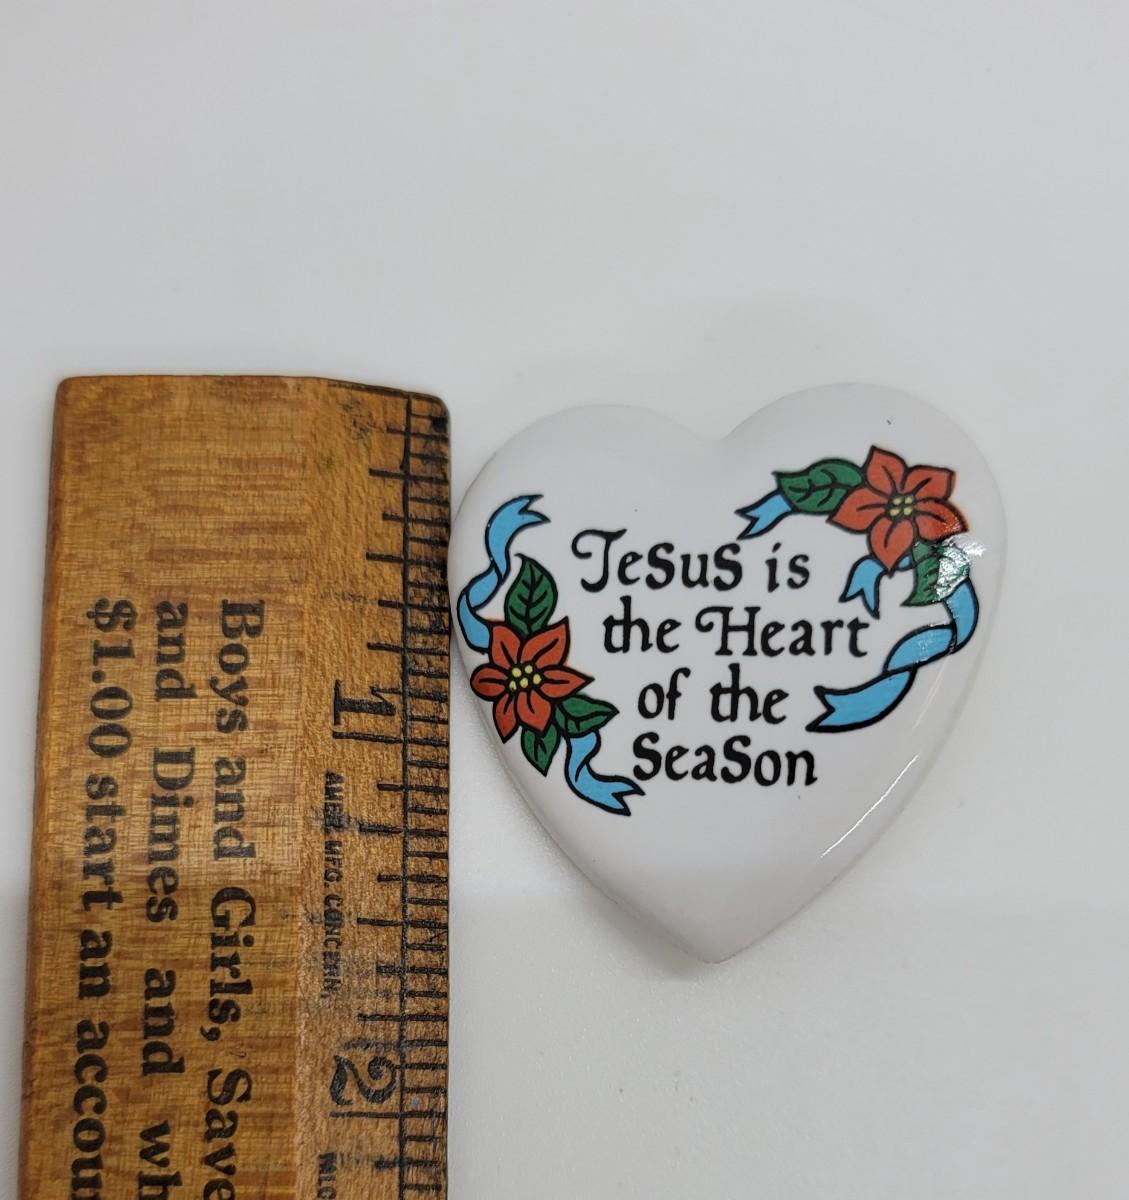 Jesus is
the Heart
of the
Season
Boys and Girls, Save
and Dimes and wh
$1.00 start an accou
1
2